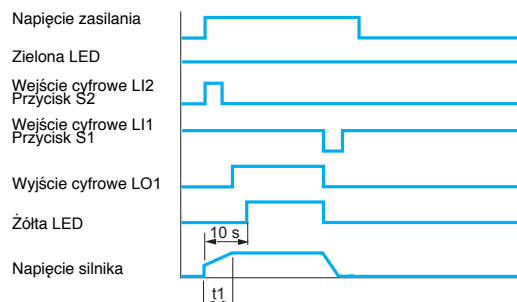 Napięcie zasilania
Zielona LED
Wejście cyfrowe LI2
Przycisk S2
Wejście cyfrowe LI1
Przycisk S1
Wyjście cyfrowe LO1
Żółta LED
10 s
Napięcie silnika
t1